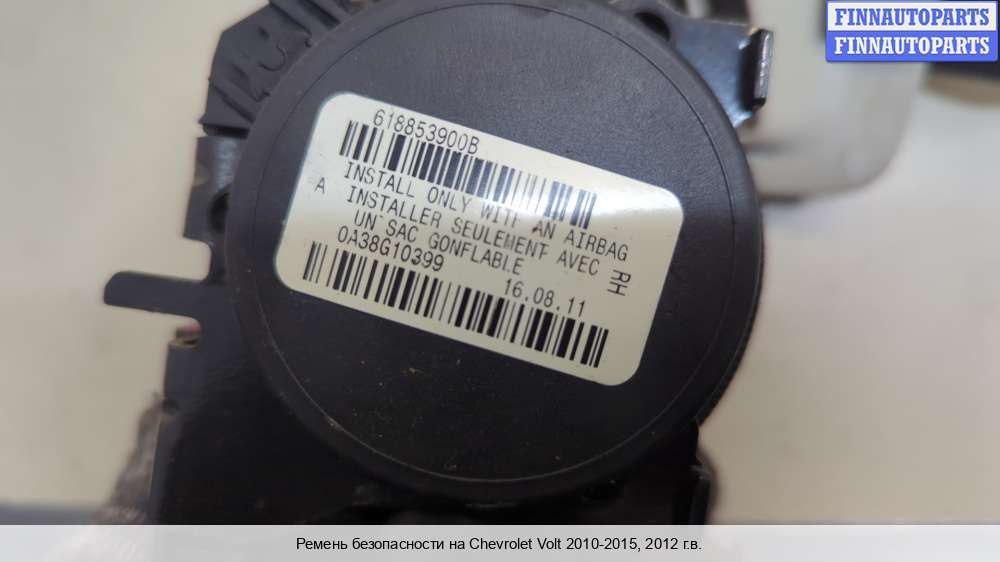 FINNAUTOPARTS
FINNAUTOPARTS
618853900B
INSTALL ONLY WITH AN AIRBAG
A INSTALLER SEULEMENT AVEC
UN SAC GONFLABLE RH
0A38G10399 16.08.11
Ремень безопасности на Chevrolet Volt 2010-2015, 2012 г.в.